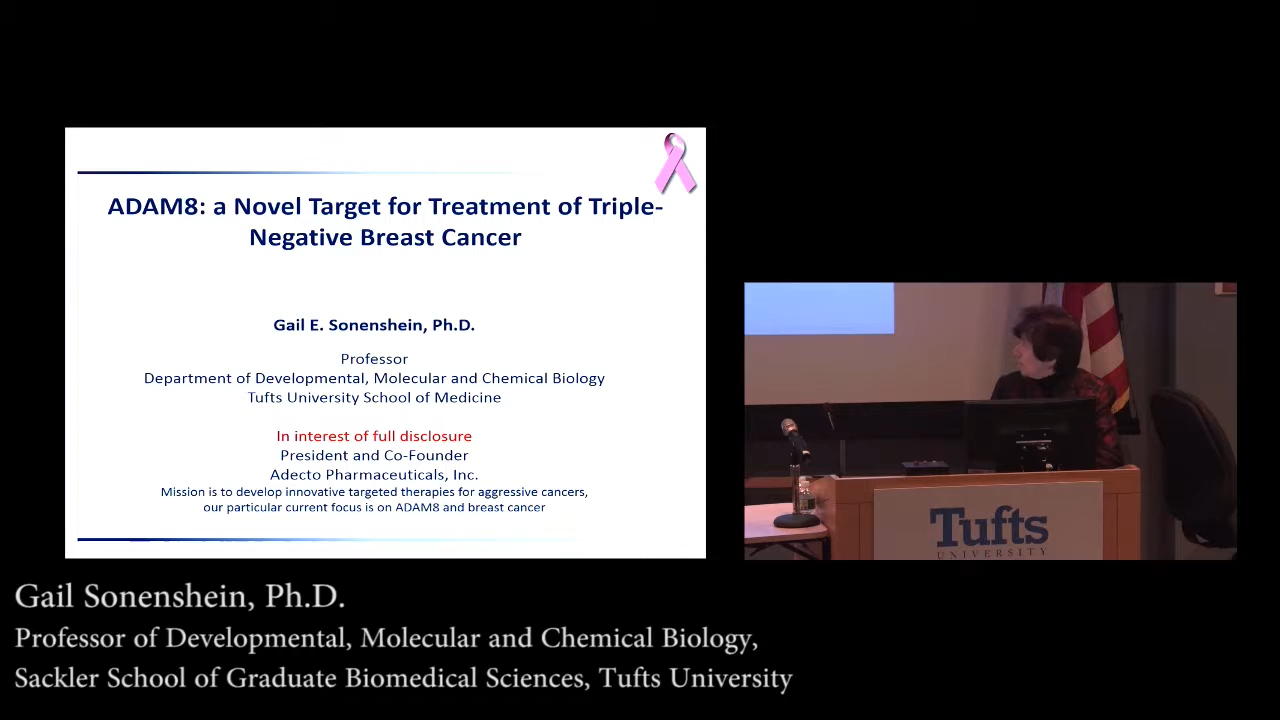 ADAM8: a Novel Target for Treatment of Triple-
Negative Breast Cancer
Gail E. Sonenshein, Ph.D.
Professor
Department of Developmental, Molecular and Chemical Biology
Tufts University School of Medicine
In interest of full disclosure
President and Co-Founder
Adecto Pharmaceuticals, Inc.
Mission is to develop innovative targeted therapies for aggressive cancers,
our particular current focus is on ADAM8 and breast cancer
Tufts
UNIVERSITY
Gail Sonenshein, Ph.D.
Professor of Developmental, Molecular and Chemical Biology,
Sackler School of Graduate Biomedical Sciences, Tufts University